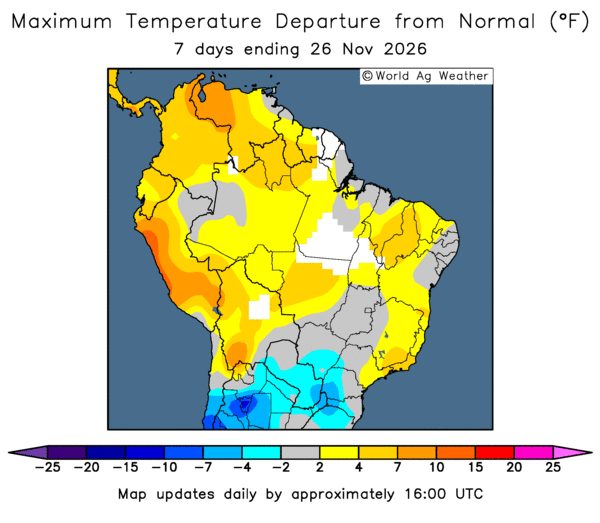 Maximum Temperature Departure from Normal (°F)
7 days ending 26 Nov 2026
©World Ag Weather
-25 -20 -15 -10 -7 -4 -2 2 4 7 10 15 20 25
Map updates daily by approximately 16:00 UTC